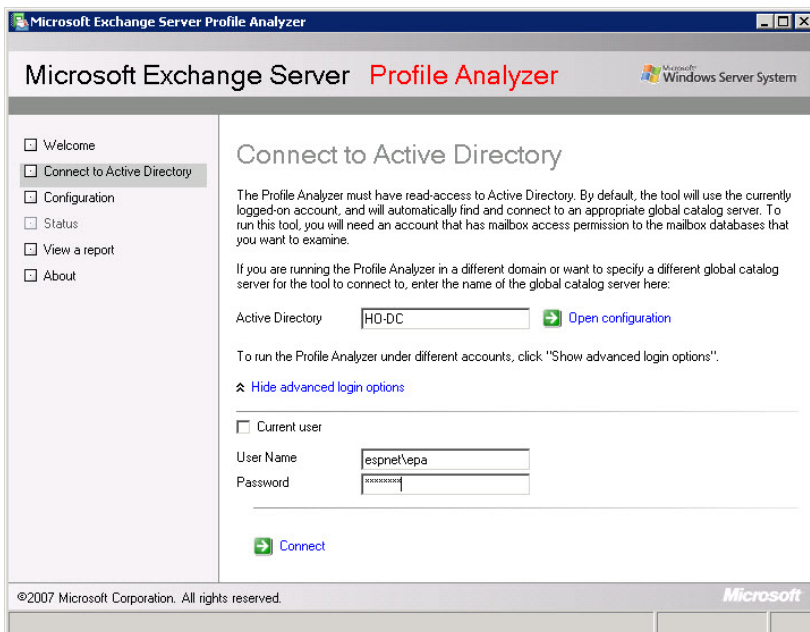 Microsoft Exchange Server Profile Analyzer
Microsoft Exchange Server Profile Analyzer
Microsoft
Windows Server System
Welcome
Connect to Active Directory
Configuration
Status
View a report
About
Connect to Active Directory
The Profile Analyzer must have read-access to Active Directory. By default, the tool will use the currently
logged-on account, and will automatically find and connect to an appropriate global catalog server. To
run this tool, you will need an account that has mailbox access permission to the mailbox databases that
you want to examine.
If you are running the Profile Analyzer in a different domain or want to specify a different global catalog
server for the tool to connect to, enter the name of the global catalog server here:
Active Directory HO-DC Open configuration
To run the Profile Analyzer under different accounts, click "Show advanced login options".
Hide advanced login options
Current user
User Name espnet\epa
Password ********
Connect
©2007 Microsoft Corporation. All rights reserved.
Microsoft